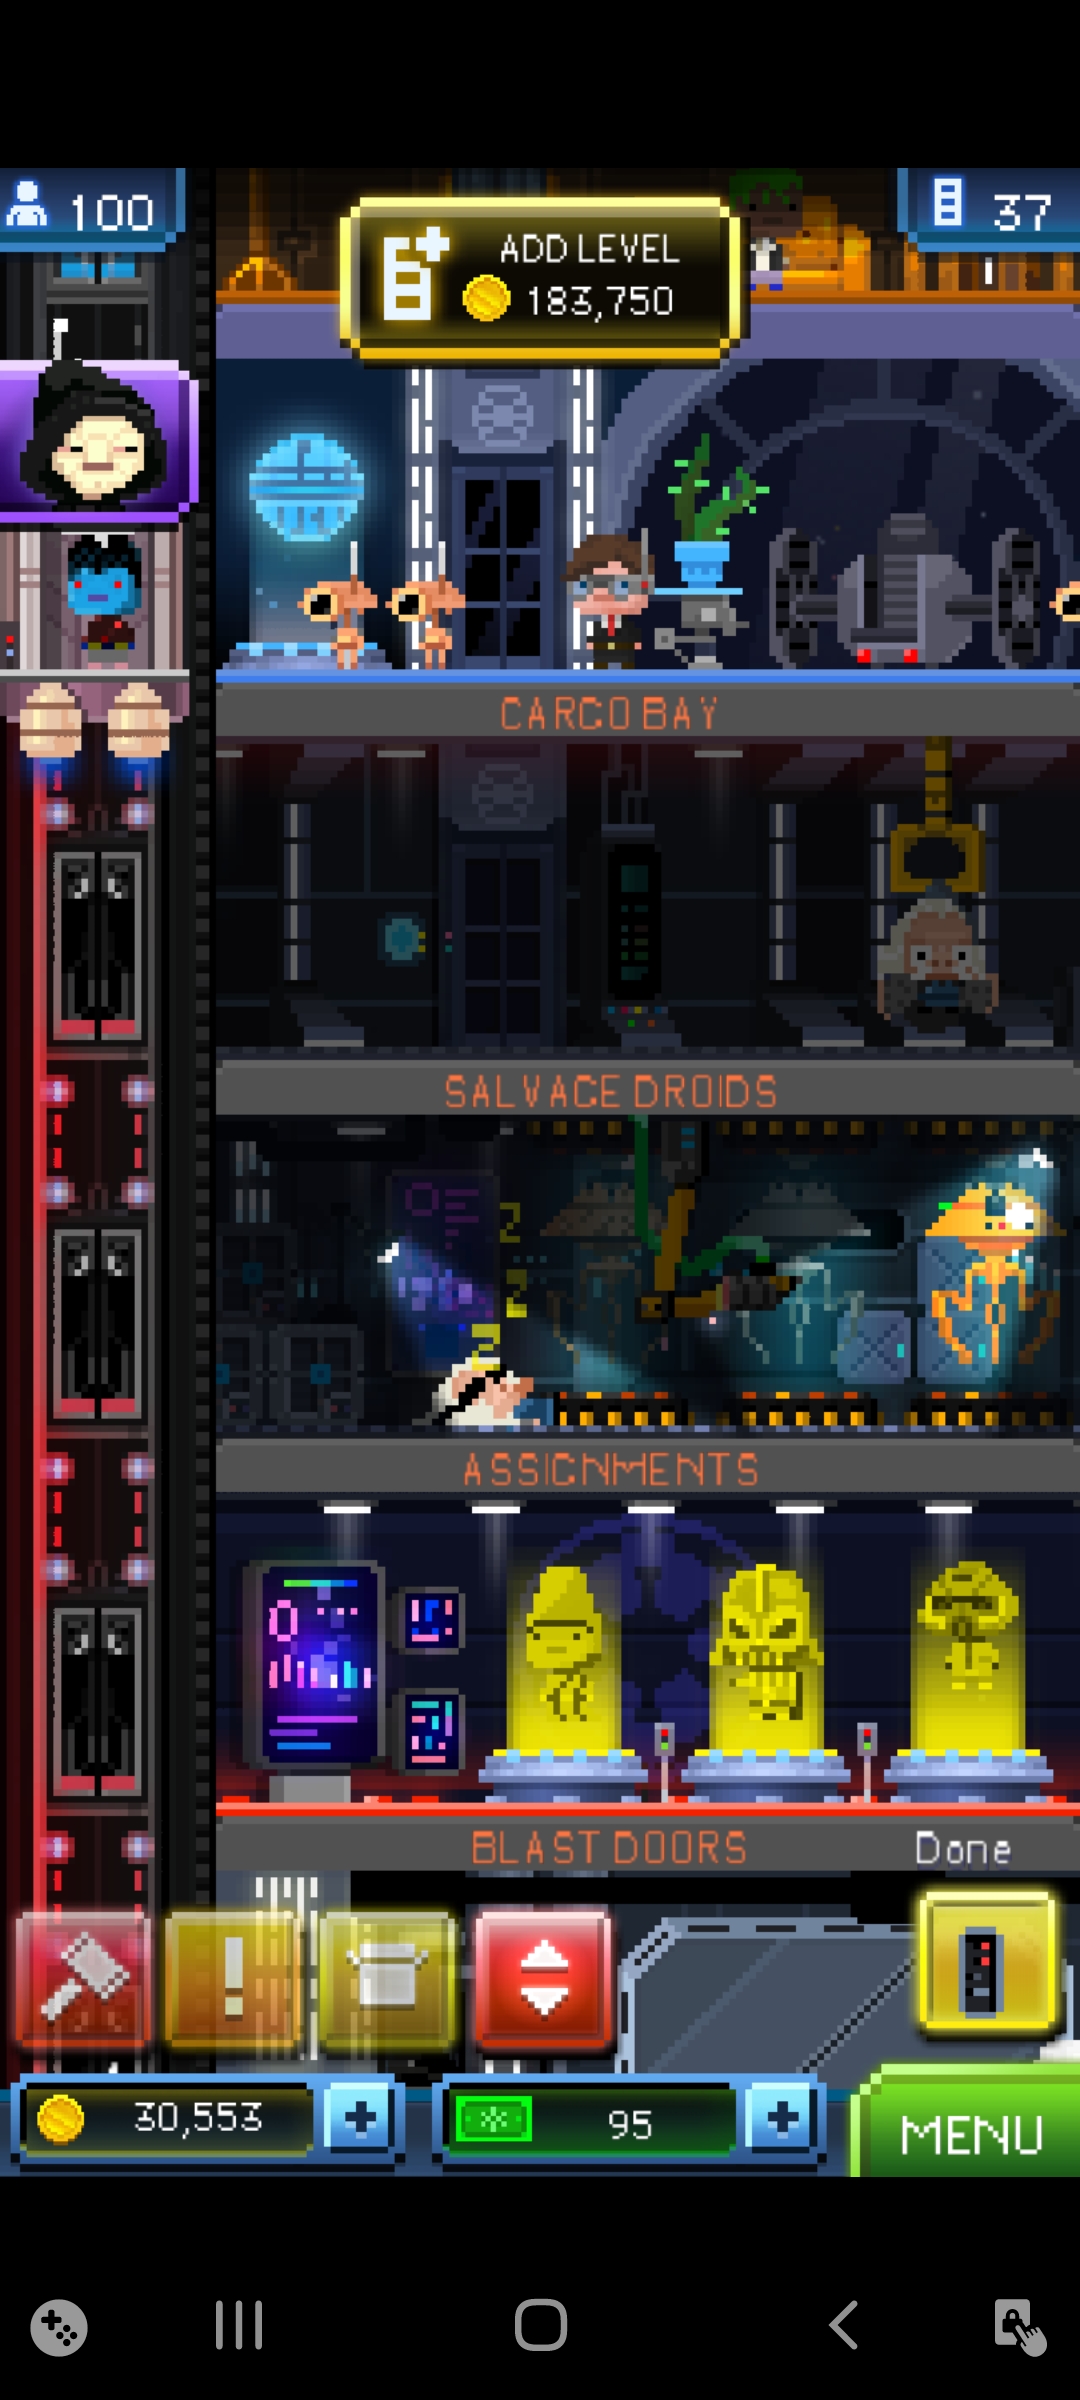 100
37
ADD LEVEL
183,750
CARGO BAY
SALVAGE DROIDS
Z
Z
Z
ASSIGNMENTS
BLAST DOORS
Done
30,553
95
MENU